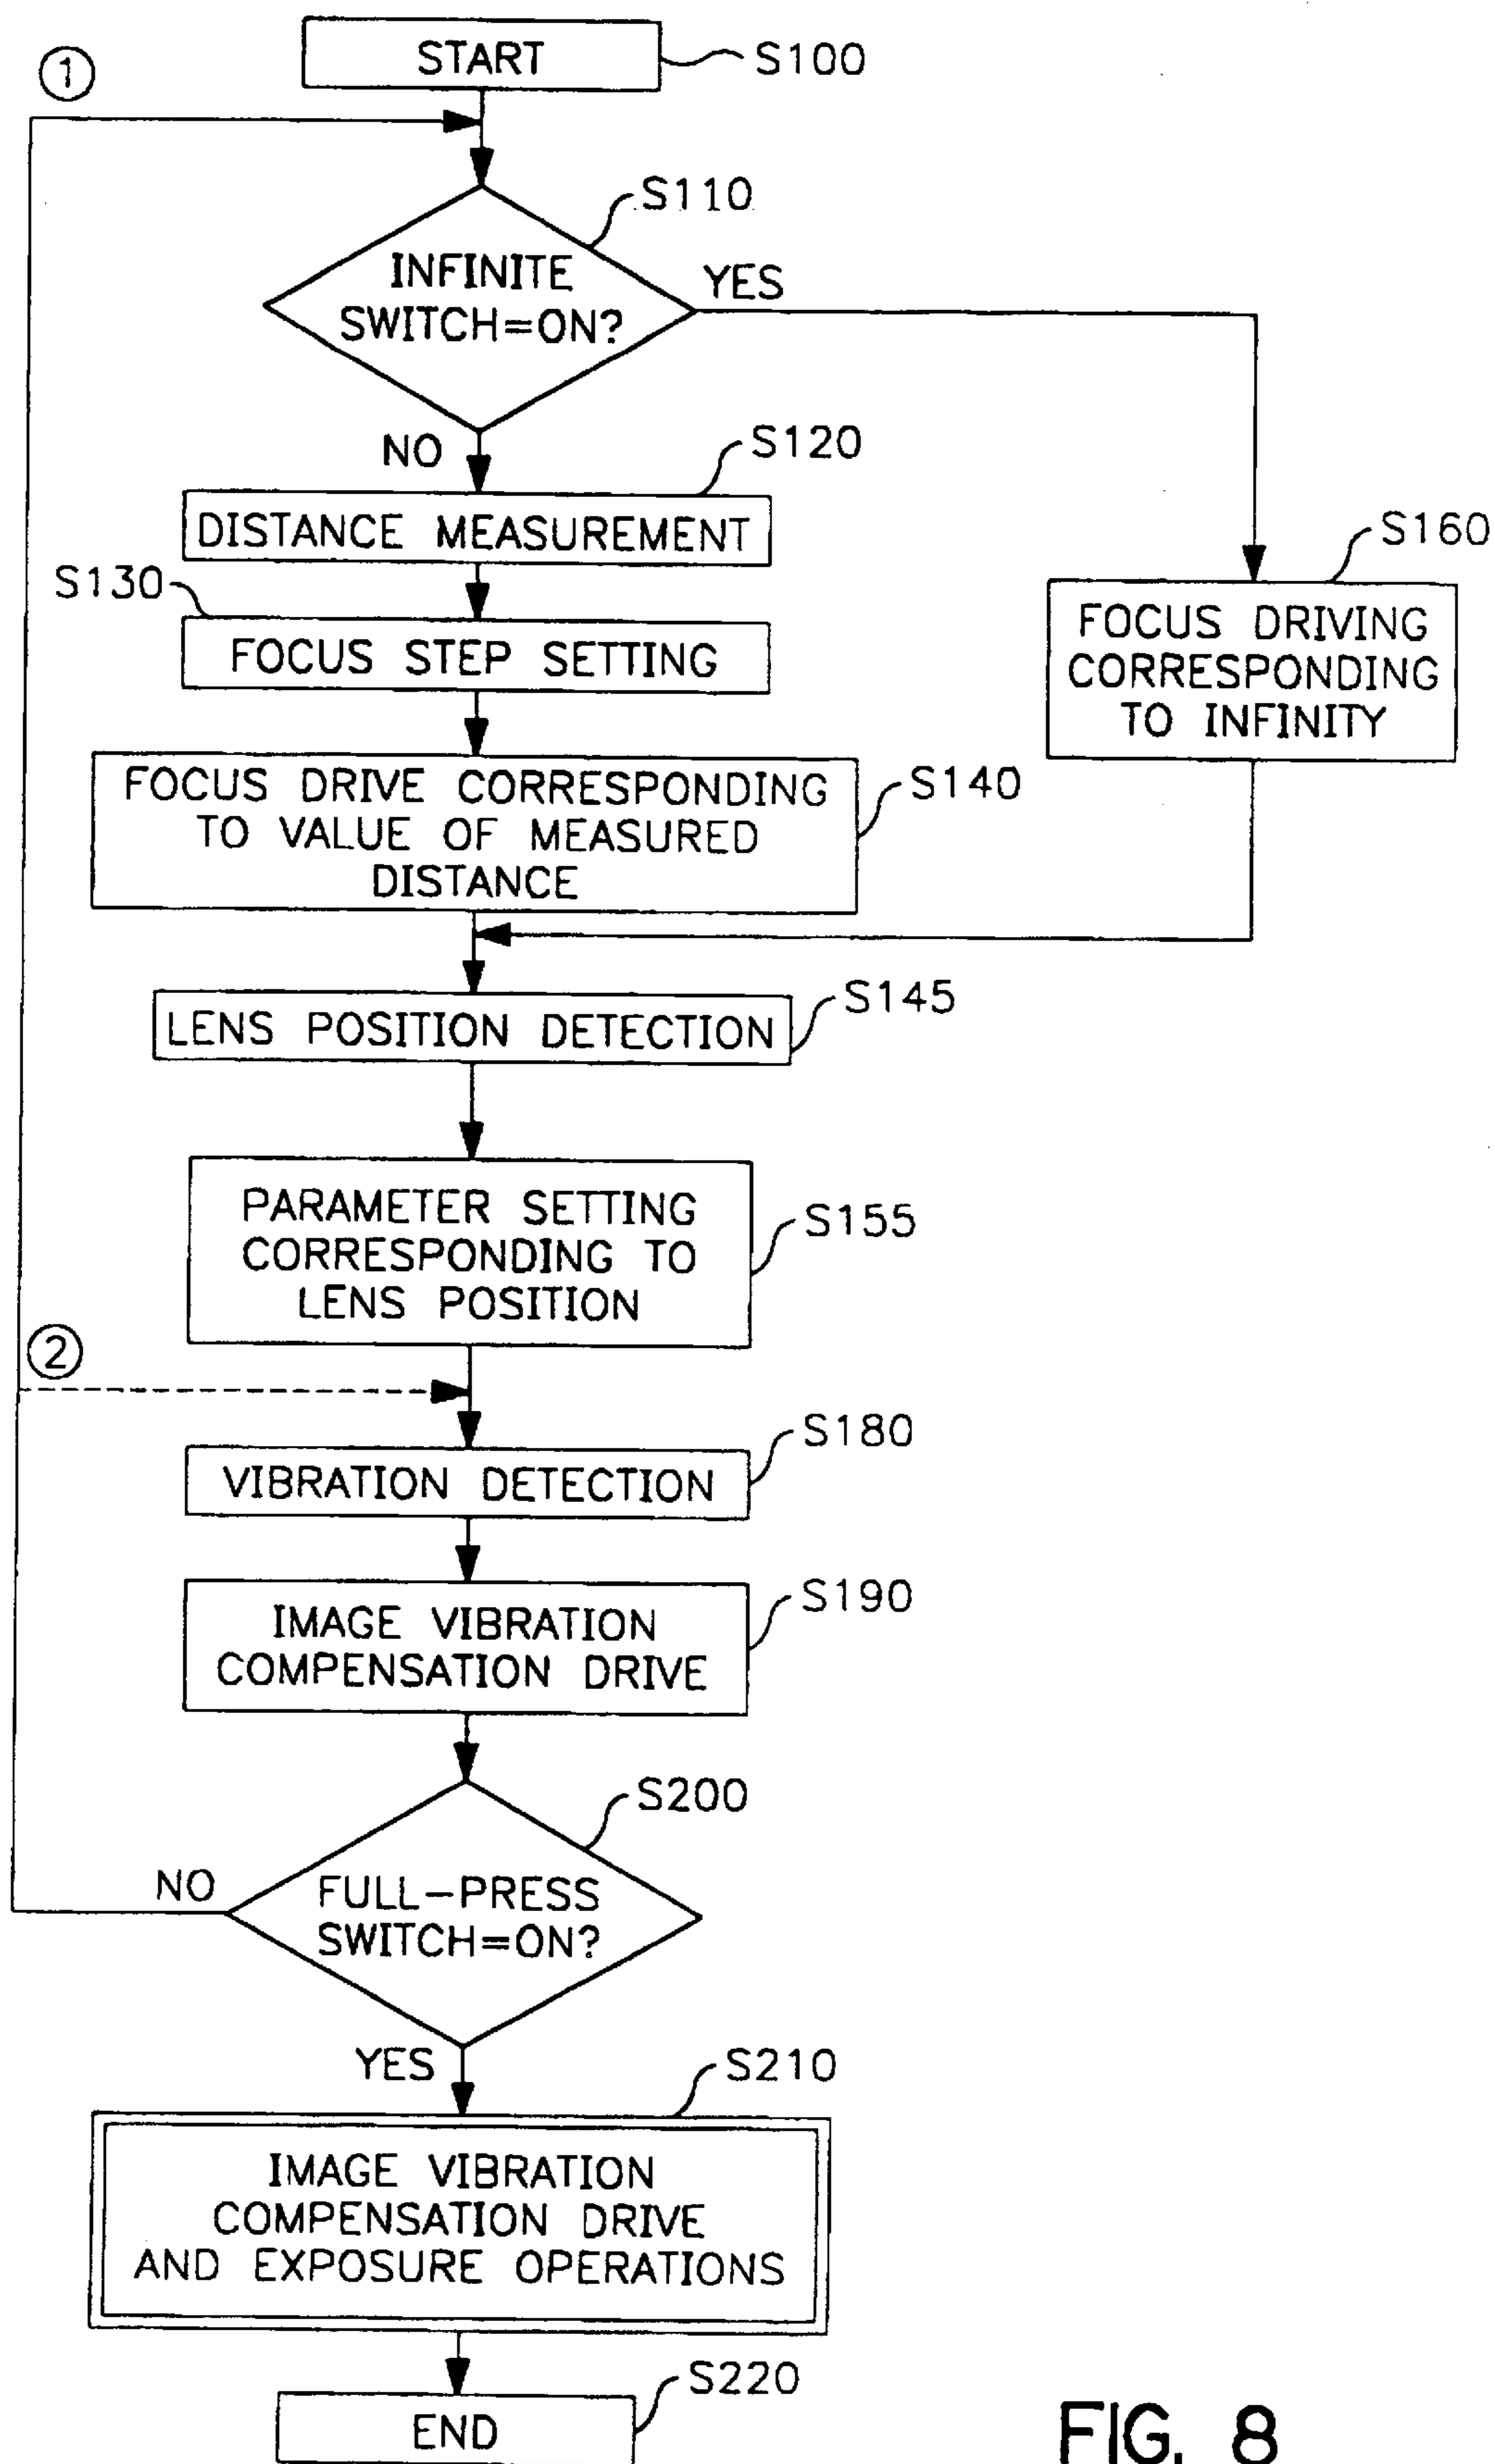 START
S100
①
S110
INFINITE
SWITCH=ON?
YES
NO
S120
DISTANCE MEASUREMENT
S130
FOCUS STEP SETTING
S160
FOCUS DRIVING
CORRESPONDING
TO INFINITY
FOCUS DRIVE CORRESPONDING
TO VALUE OF MEASURED
DISTANCE
S140
LENS POSITION DETECTION
S145
PARAMETER SETTING
CORRESPONDING TO
LENS POSITION
S155
②
S180
VIBRATION DETECTION
S190
IMAGE VIBRATION
COMPENSATION DRIVE
S200
NO
FULL-PRESS
SWITCH=ON?
YES
S210
IMAGE VIBRATION
COMPENSATION DRIVE
AND EXPOSURE OPERATIONS
S220
END
FIG. 8